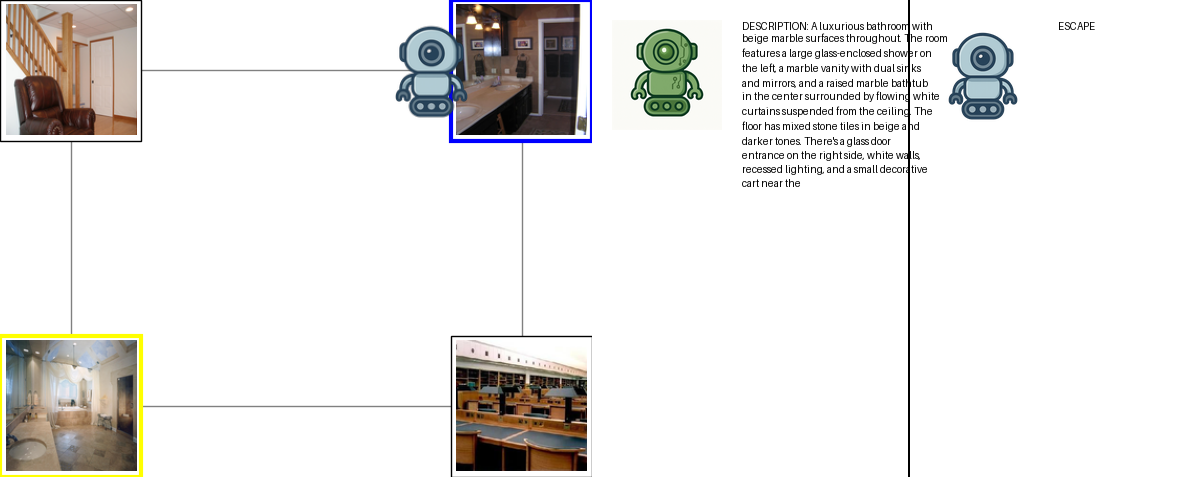 DESCRIPTION: A luxurious bathroom with
beige marble surfaces throughout. The room
features a large glass-enclosed shower on
the left, a marble vanity with dual sinks
and mirrors, and a raised marble bathtub
in the center surrounded by flowing white
curtains suspended from the ceiling. The
floor has mixed stone tiles in beige and
darker tones. There's a glass door
entrance on the right side, white walls,
recessed lighting, and a small decorative
cart near the
ESCAPE